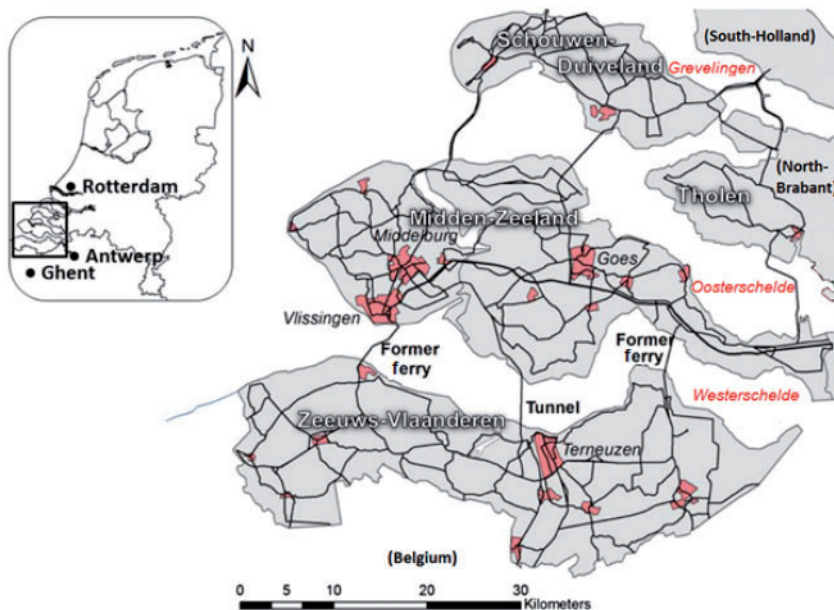 N
Rotterdam
Antwerp
Ghent
Schouwen-
Duiveland
Grevelingen
(South-Holland)
(North-
Brabant)
Tholen
Midden-Zeeland
Middelburg
Goes
Oosterschelde
Vlissingen
Former
ferry
Former
ferry
Westerschelde
Tunnel
Zeeuws-Vlaanderen
Terneuzen
(Belgium)
0 5 10 20 30
Kilometers